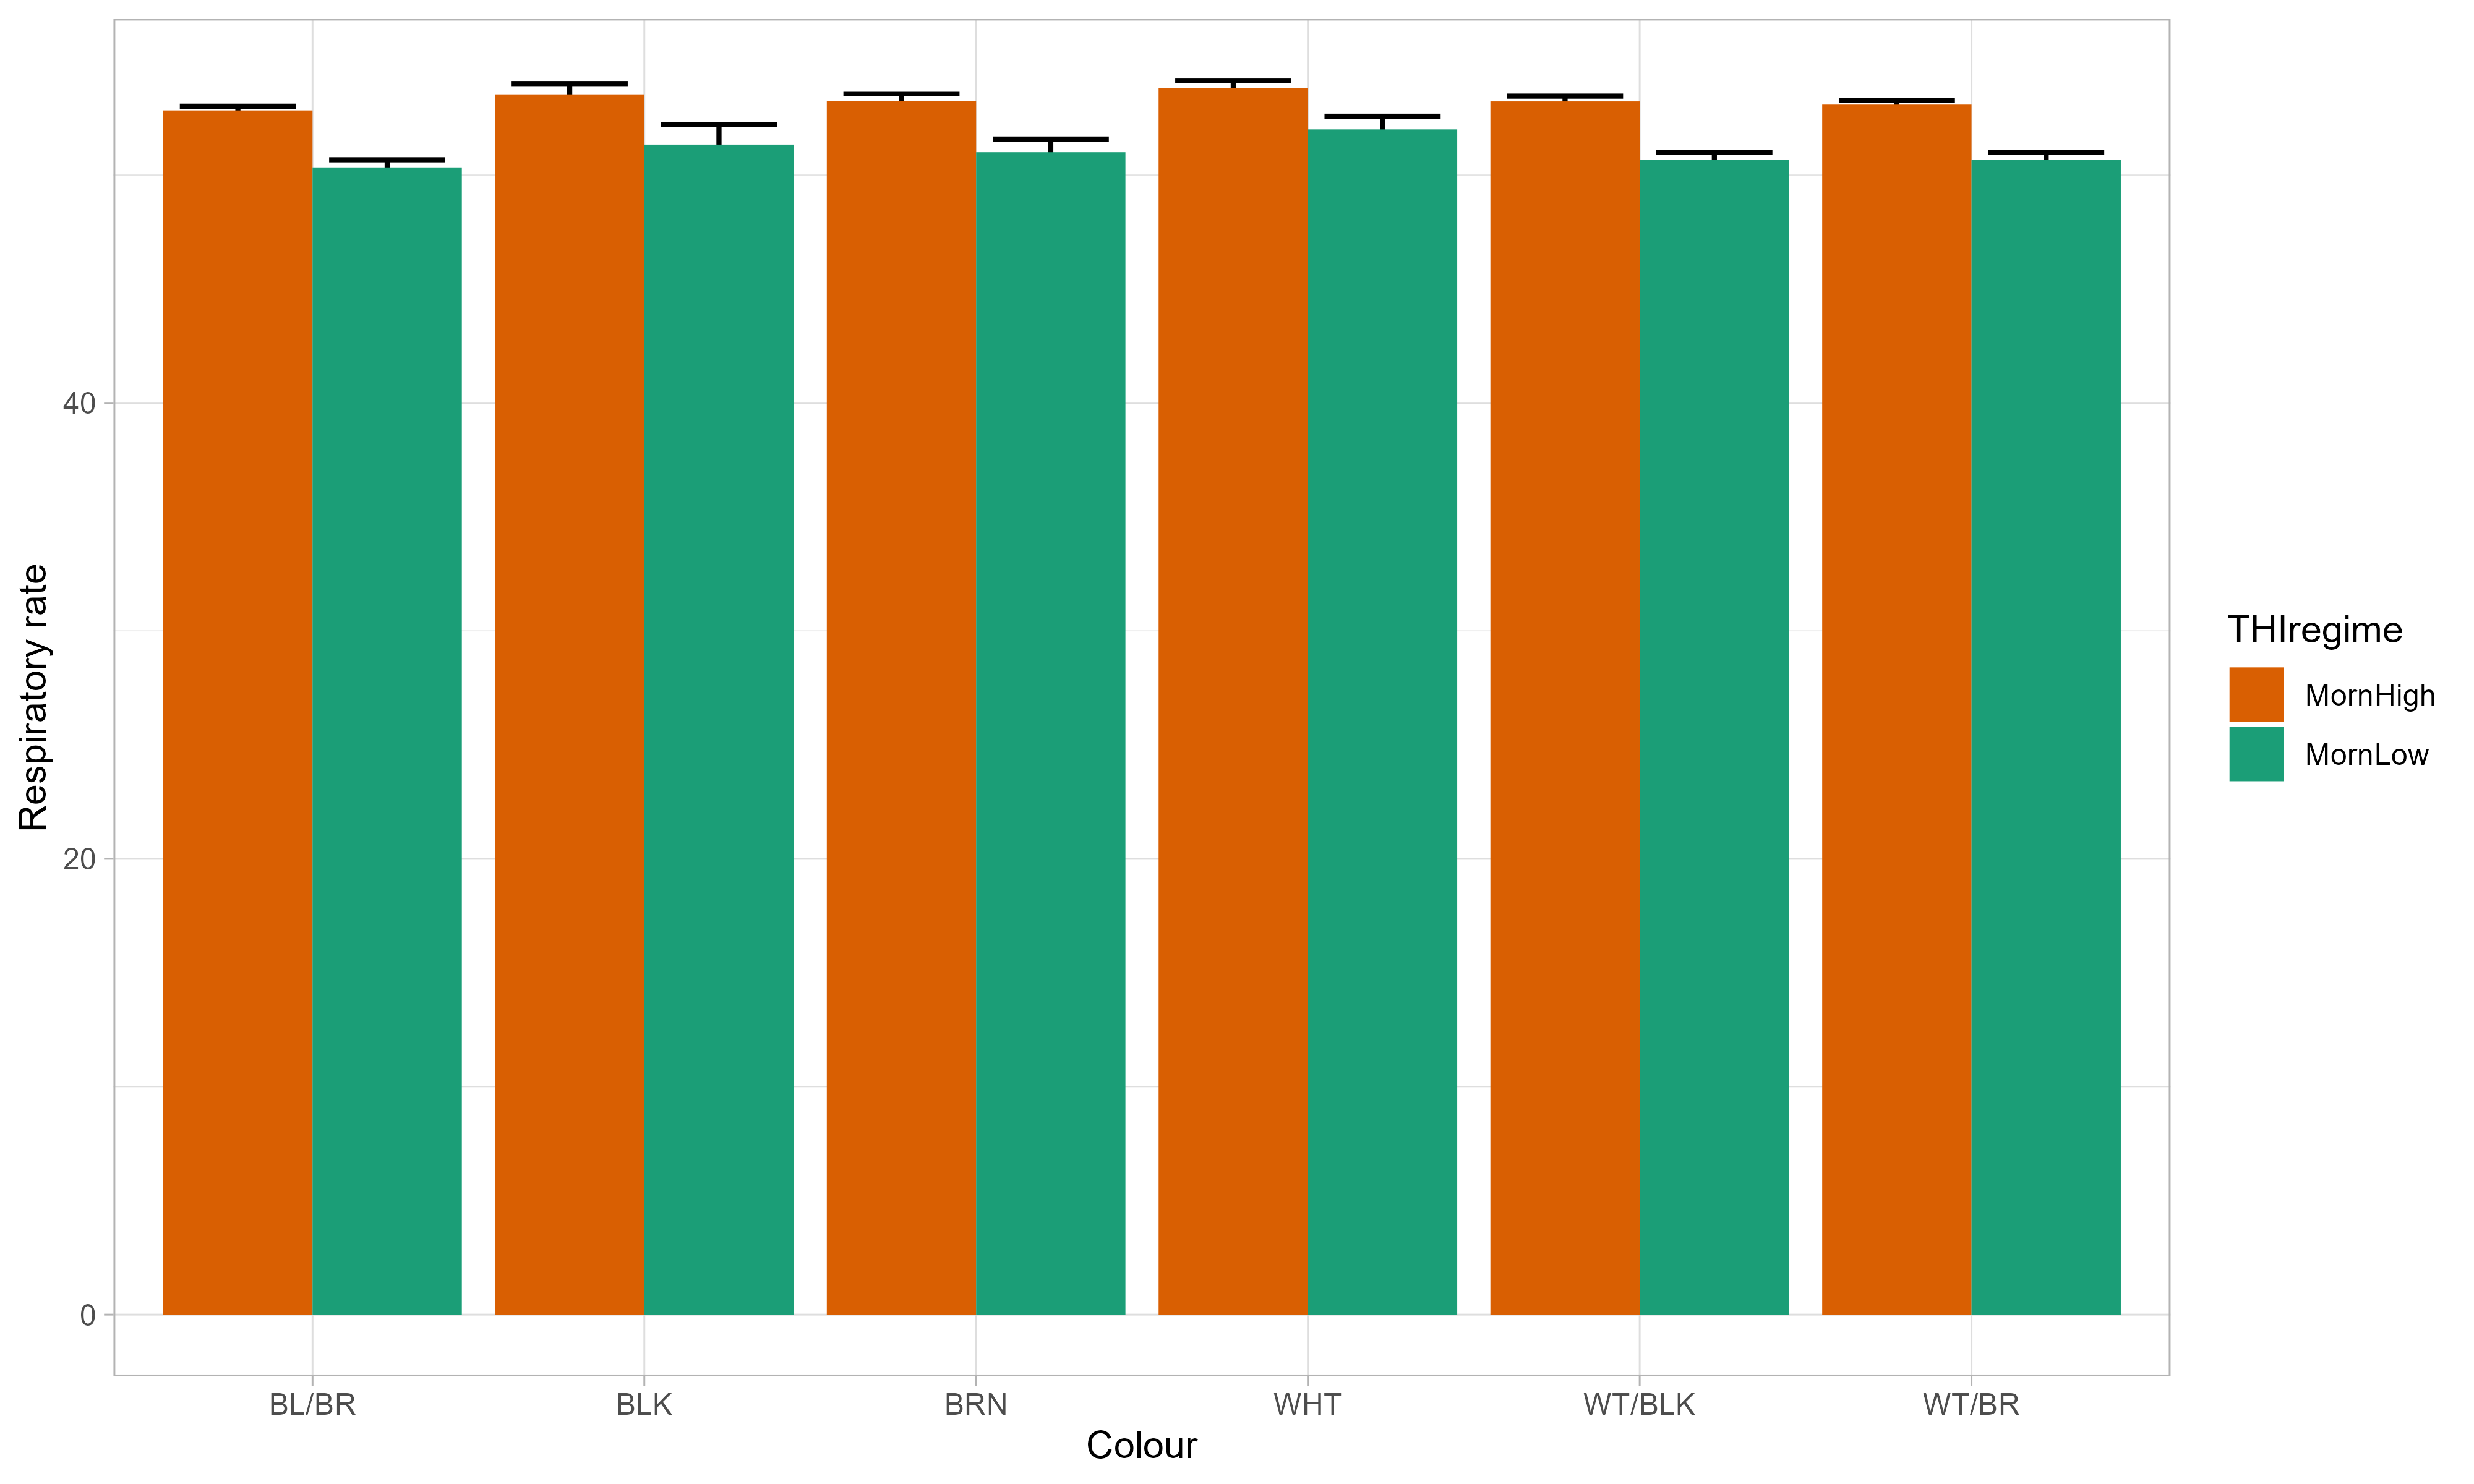 Respiratory rate
40
20
0
BL/BR BLK BRN WHT WT/BLK WT/BR
Colour
THIregime
MornHigh
MornLow